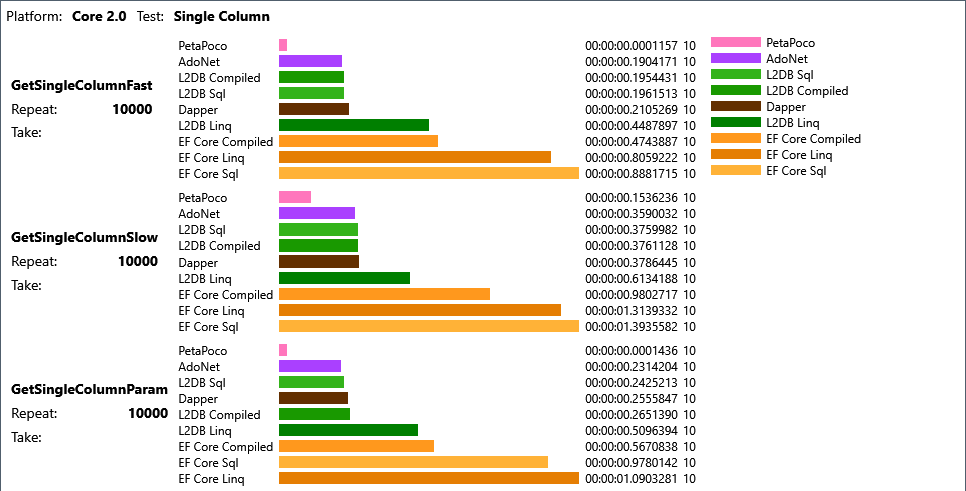 Platform: Core 2.0 Test: Single Column
GetSingleColumnFast
Repeat: 10000
Take:
PetaPoco 00:00:00.0001157 10
AdoNet 00:00:00.1904171 10
L2DB Compiled 00:00:00.1954431 10
L2DB Sql 00:00:00.1961513 10
Dapper 00:00:00.2105269 10
L2DB Linq 00:00:00.4487897 10
EF Core Compiled 00:00:00.4743887 10
EF Core Linq 00:00:00.8059222 10
EF Core Sql 00:00:00.8881715 10
PetaPoco
AdoNet
L2DB Sql
L2DB Compiled
Dapper
L2DB Linq
EF Core Compiled
EF Core Linq
EF Core Sql
GetSingleColumnSlow
Repeat: 10000
Take:
PetaPoco 00:00:00.1536236 10
AdoNet 00:00:00.3590032 10
L2DB Sql 00:00:00.3759982 10
L2DB Compiled 00:00:00.3761128 10
Dapper 00:00:00.3786445 10
L2DB Linq 00:00:00.6134188 10
EF Core Compiled 00:00:00.9802717 10
EF Core Linq 00:00:01.3139332 10
EF Core Sql 00:00:01.3935582 10
GetSingleColumnParam
Repeat: 10000
Take:
PetaPoco 00:00:00.0001436 10
AdoNet 00:00:00.2314204 10
L2DB Sql 00:00:00.2425213 10
Dapper 00:00:00.2555847 10
L2DB Compiled 00:00:00.2651390 10
L2DB Linq 00:00:00.5096394 10
EF Core Compiled 00:00:00.5670838 10
EF Core Sql 00:00:00.9780142 10
EF Core Linq 00:00:01.0903281 10